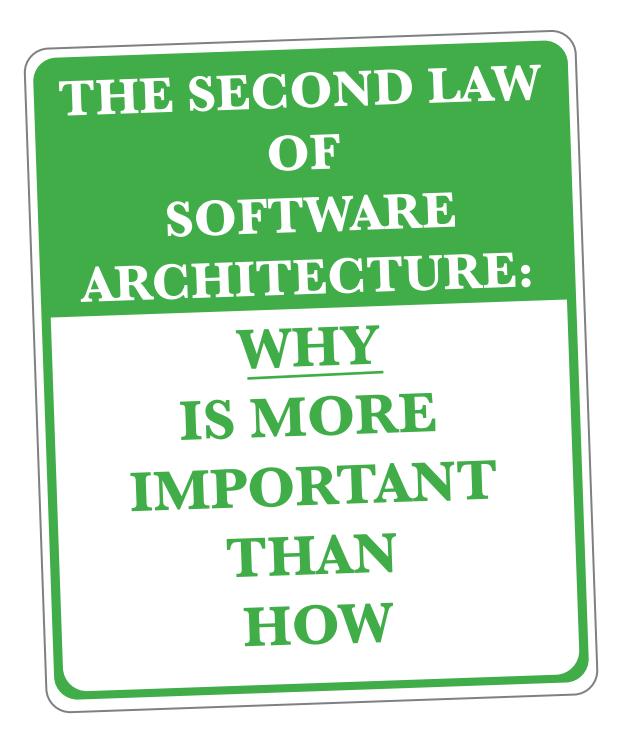 THE SECOND LAW
OF
SOFTWARE
ARCHITECTURE:
WHY
IS MORE
IMPORTANT
THAN
HOW